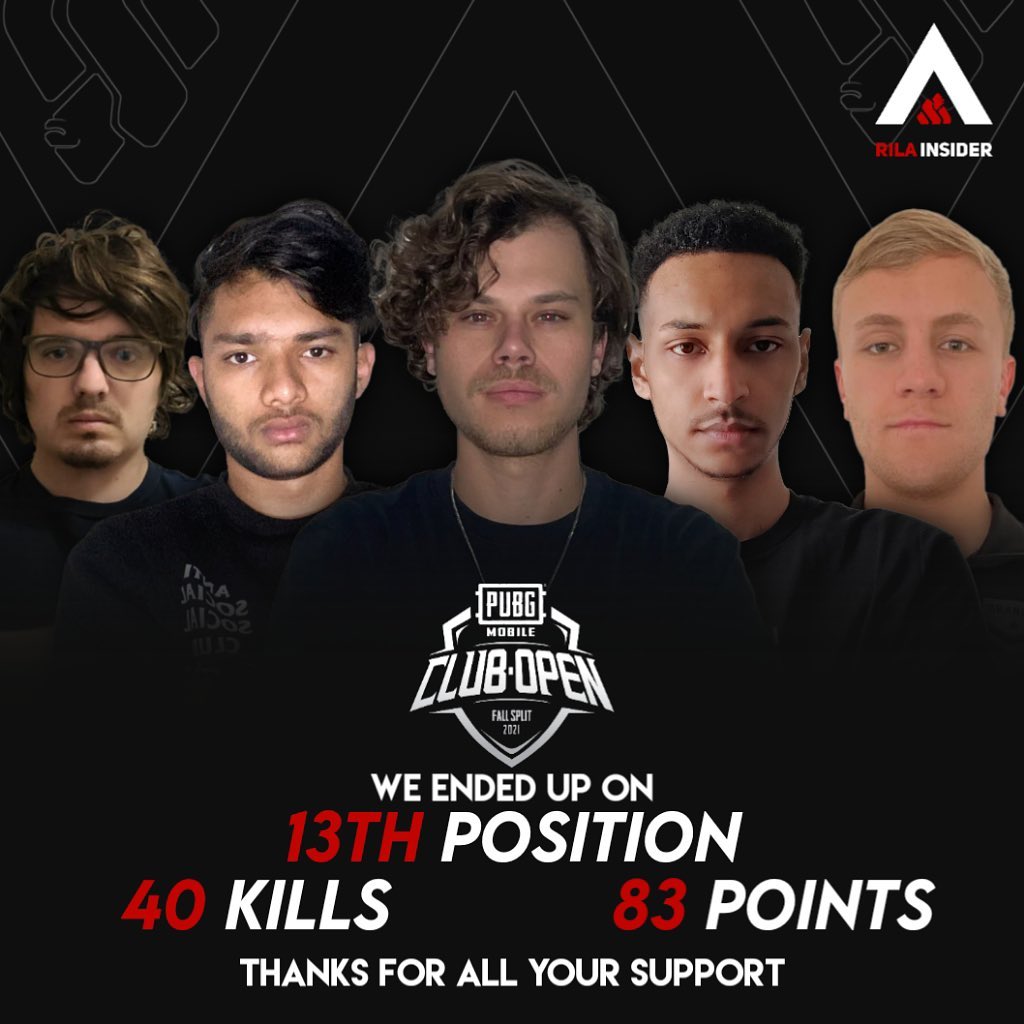 RILA INSIDER
PUBG
MOBILE
CLUB·OPEN
FALL SPLIT
2021
WE ENDED UP ON
13TH POSITION
40 KILLS
83 POINTS
THANKS FOR ALL YOUR SUPPORT